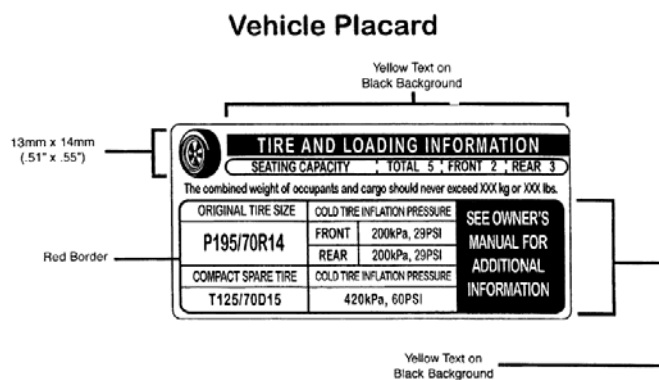 Vehicle Placard
Yellow Text on
Black Background
13mm x 14mm
(.51" x .55")
TIRE AND LOADING INFORMATION
SEATING CAPACITY TOTAL 5 FRONT 2 REAR 3
The combined weight of occupants and cargo should never exceed XXX kg or XXX lbs.
ORIGINAL TIRE SIZE COLD TIRE INFLATION PRESSURE
P195/70R14
FRONT 200kPa, 29PSI
REAR 200kPa, 29PSI
SEE OWNER'S
MANUAL FOR
ADDITIONAL
INFORMATION
Red Border
COMPACT SPARE TIRE COLD TIRE INFLATION PRESSURE
T125/70D15 420kPa, 60PSI
Yellow Text on
Black Background